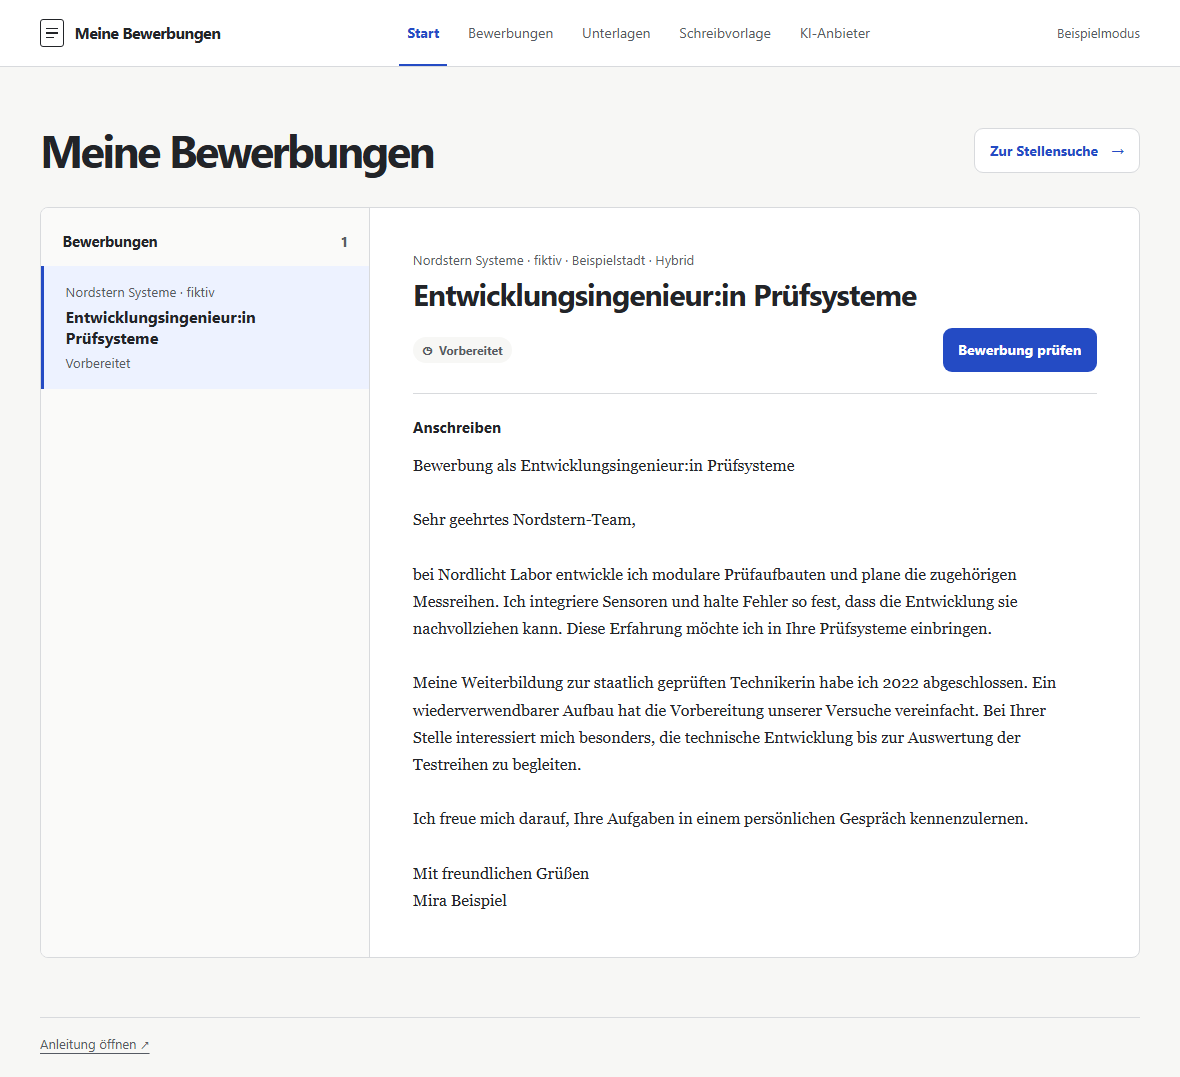 Meine Bewerbungen
Start
Bewerbungen
Unterlagen
Schreibvorlage
KI-Anbieter
Beispielmodus
Meine Bewerbungen
Zur Stellensuche →
Bewerbungen 1
Nordstern Systeme · fiktiv
Entwicklungsingenieur:in
Prüfsysteme
Vorbereitet
Nordstern Systeme · fiktiv · Beispielstadt · Hybrid
Entwicklungsingenieur:in Prüfsysteme
Vorbereitet
Bewerbung prüfen
Anschreiben
Bewerbung als Entwicklungsingenieur:in Prüfsysteme
Sehr geehrtes Nordstern-Team,
bei Nordlicht Labor entwickle ich modulare Prüfaufbauten und plane die zugehörigen
Messreihen. Ich integriere Sensoren und halte Fehler so fest, dass die Entwicklung sie
nachvollziehen kann. Diese Erfahrung möchte ich in Ihre Prüfsysteme einbringen.
Meine Weiterbildung zur staatlich geprüften Technikerin habe ich 2022 abgeschlossen. Ein
wiederverwendbarer Aufbau hat die Vorbereitung unserer Versuche vereinfacht. Bei Ihrer
Stelle interessiert mich besonders, die technische Entwicklung bis zur Auswertung der
Testreihen zu begleiten.
Ich freue mich darauf, Ihre Aufgaben in einem persönlichen Gespräch kennenzulernen.
Mit freundlichen Grüßen
Mira Beispiel
Anleitung öffnen ↗